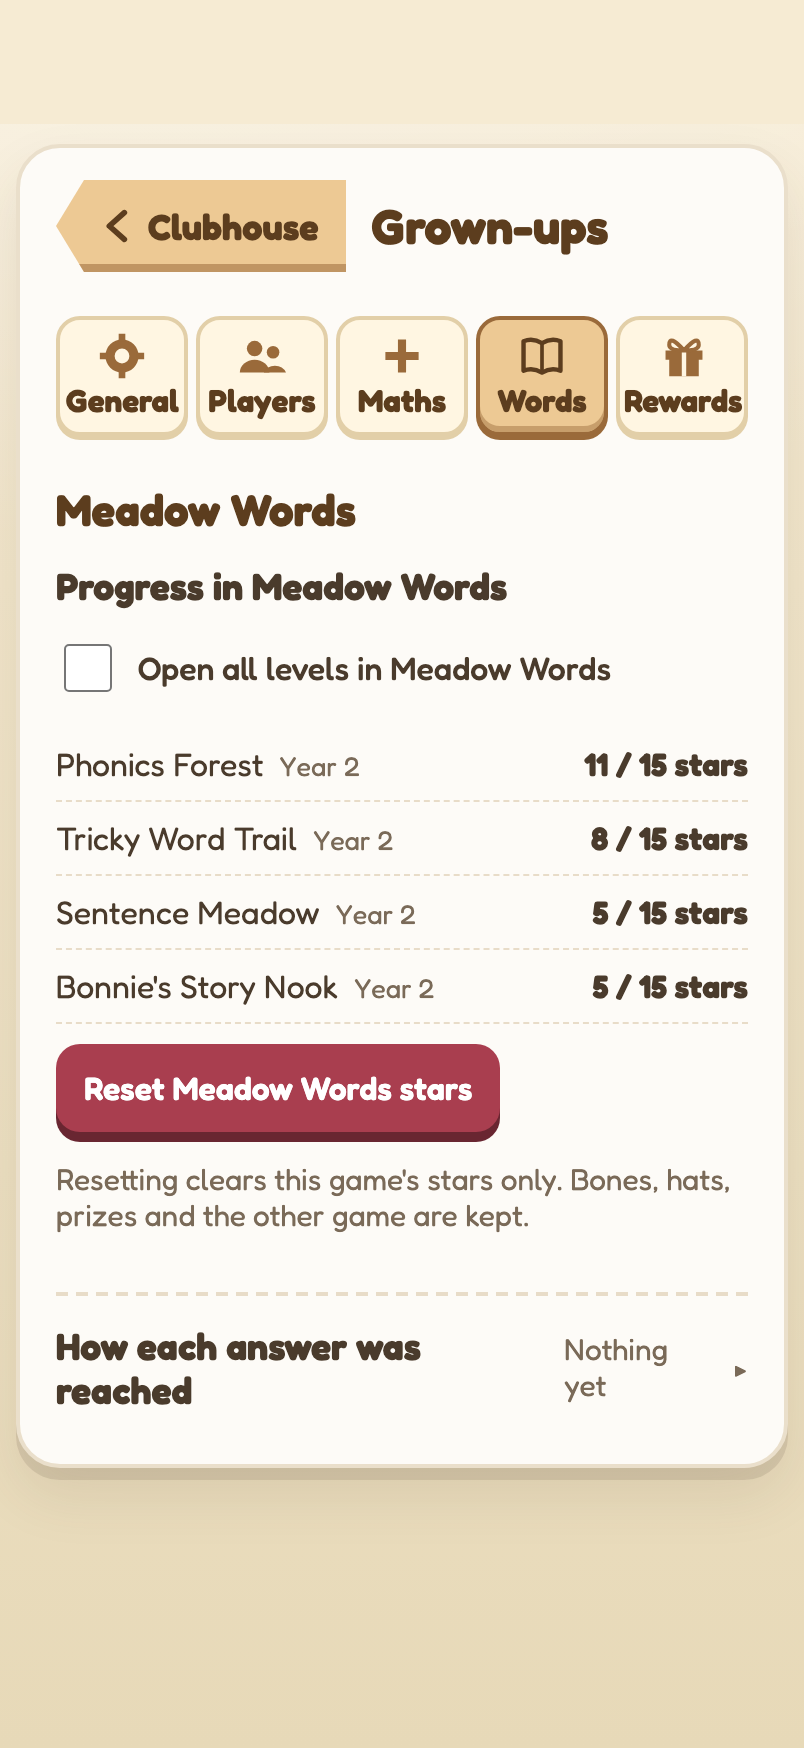 Clubhouse
Grown-ups
General
Players
Maths
Words
Rewards
Meadow Words
Progress in Meadow Words
Open all levels in Meadow Words
Phonics Forest Year 2 11 / 15 stars
Tricky Word Trail Year 2 8 / 15 stars
Sentence Meadow Year 2 5 / 15 stars
Bonnie's Story Nook Year 2 5 / 15 stars
Reset Meadow Words stars
Resetting clears this game's stars only. Bones, hats,
prizes and the other game are kept.
How each answer was
reached
Nothing
yet